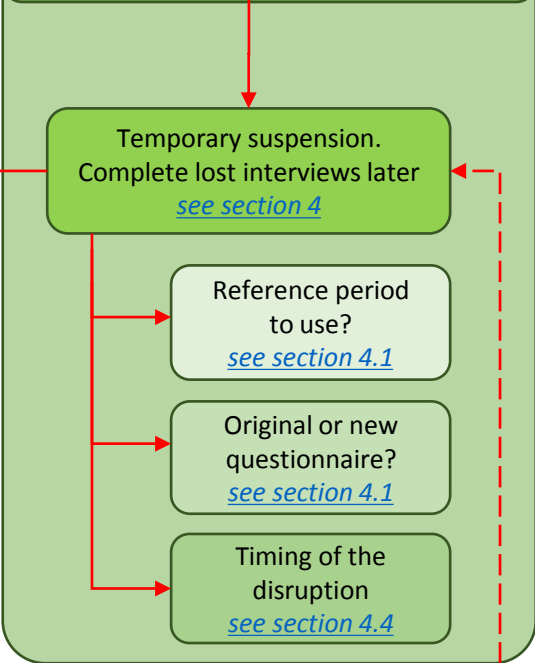 Temporary suspension.
Complete lost interviews later
see section 4
Reference period
to use?
see section 4.1
Original or new
questionnaire?
see section 4.1
Timing of the
disruption
see section 4.4